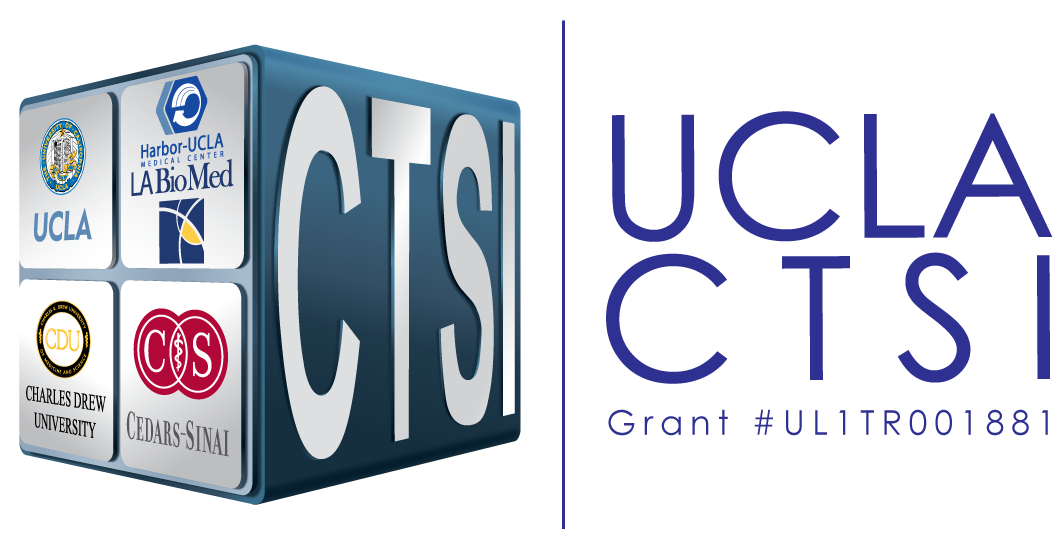 UCLA
Harbor-UCLA
MEDICAL CENTER
LA BioMed
CDU
CHARLES DREW
UNIVERSITY
CS
CEDARS-SINAI
CTSI
UCLA
CTSI
Grant #UL1TR001881